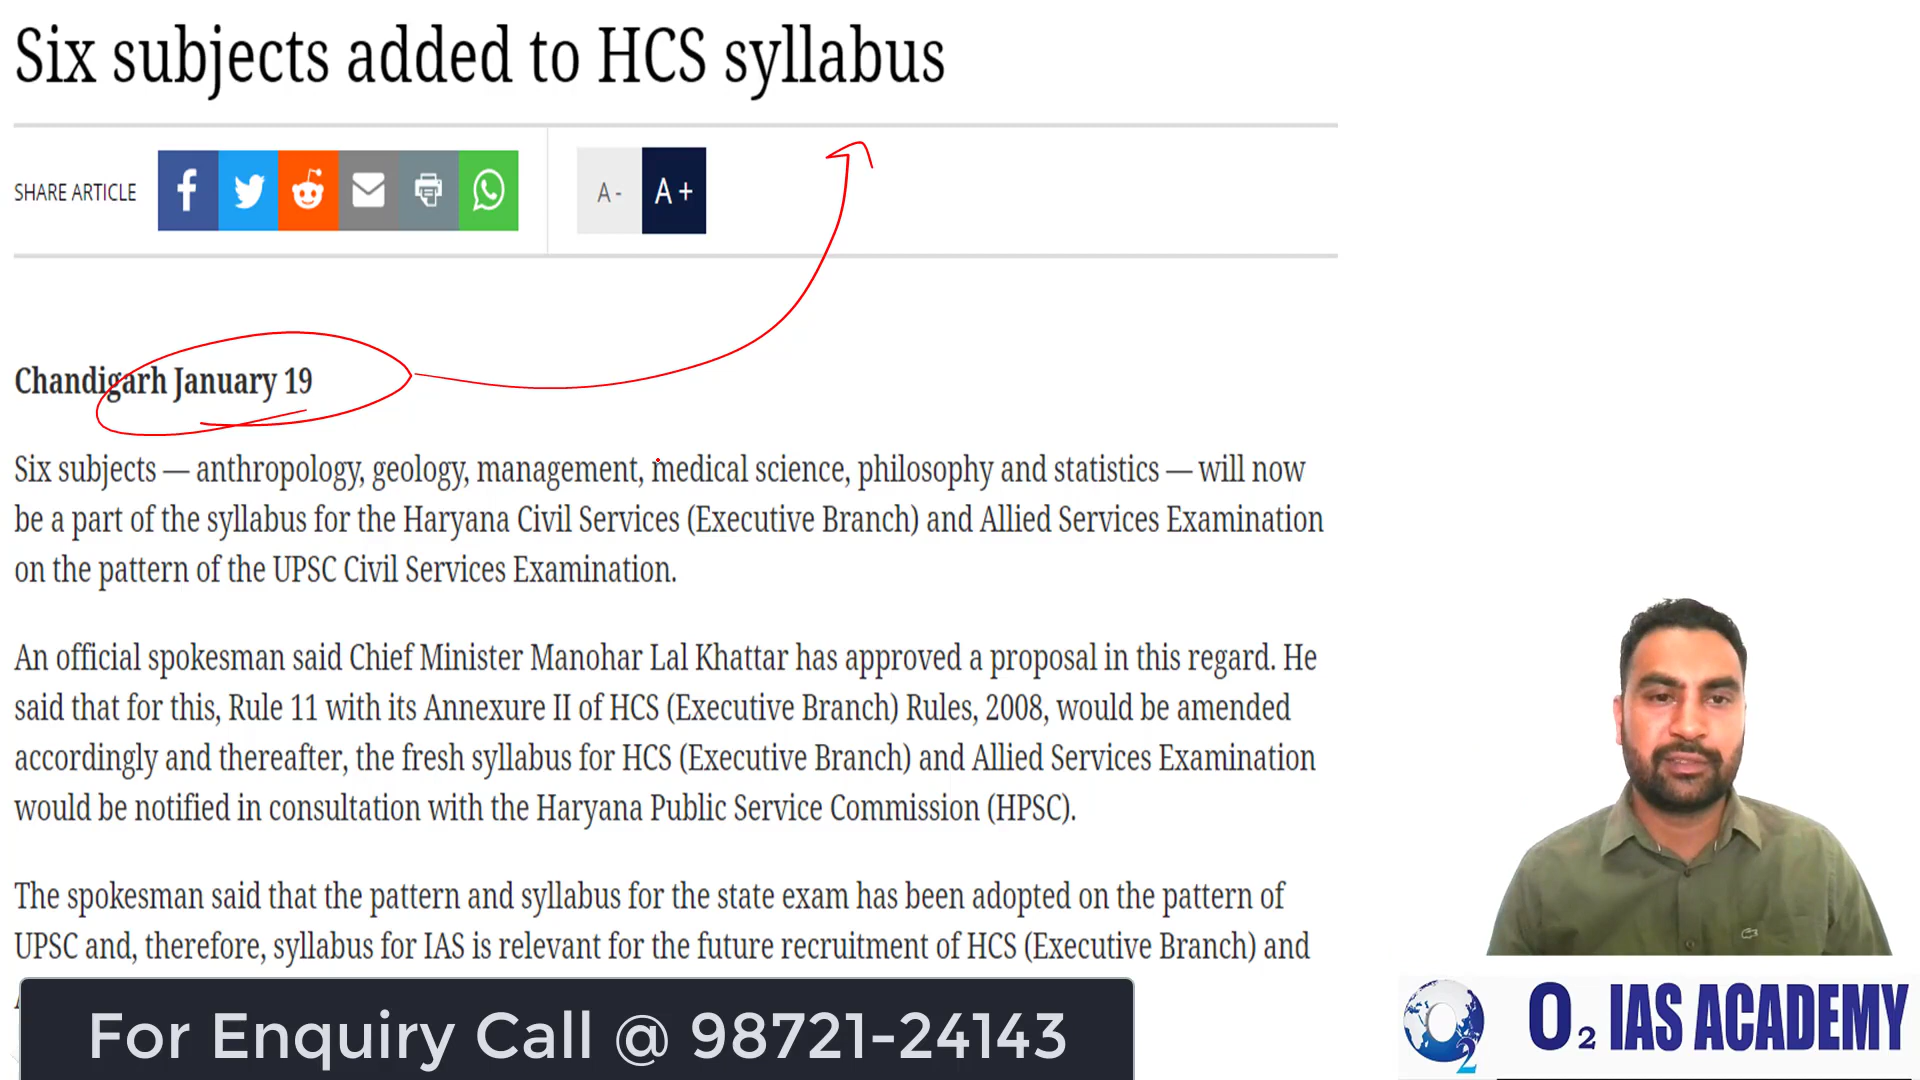 Six subjects added to HCS syllabus
SHARE ARTICLE
A -
A +
Chandigarh January 19
Six subjects — anthropology, geology, management, medical science, philosophy and statistics — will now
be a part of the syllabus for the Haryana Civil Services (Executive Branch) and Allied Services Examination
on the pattern of the UPSC Civil Services Examination.
An official spokesman said Chief Minister Manohar Lal Khattar has approved a proposal in this regard. He
said that for this, Rule 11 with its Annexure II of HCS (Executive Branch) Rules, 2008, would be amended
accordingly and thereafter, the fresh syllabus for HCS (Executive Branch) and Allied Services Examination
would be notified in consultation with the Haryana Public Service Commission (HPSC).
The spokesman said that the pattern and syllabus for the state exam has been adopted on the pattern of
UPSC and, therefore, syllabus for IAS is relevant for the future recruitment of HCS (Executive Branch) and
For Enquiry Call @ 98721-24143
O2 O2 IAS ACADEMY